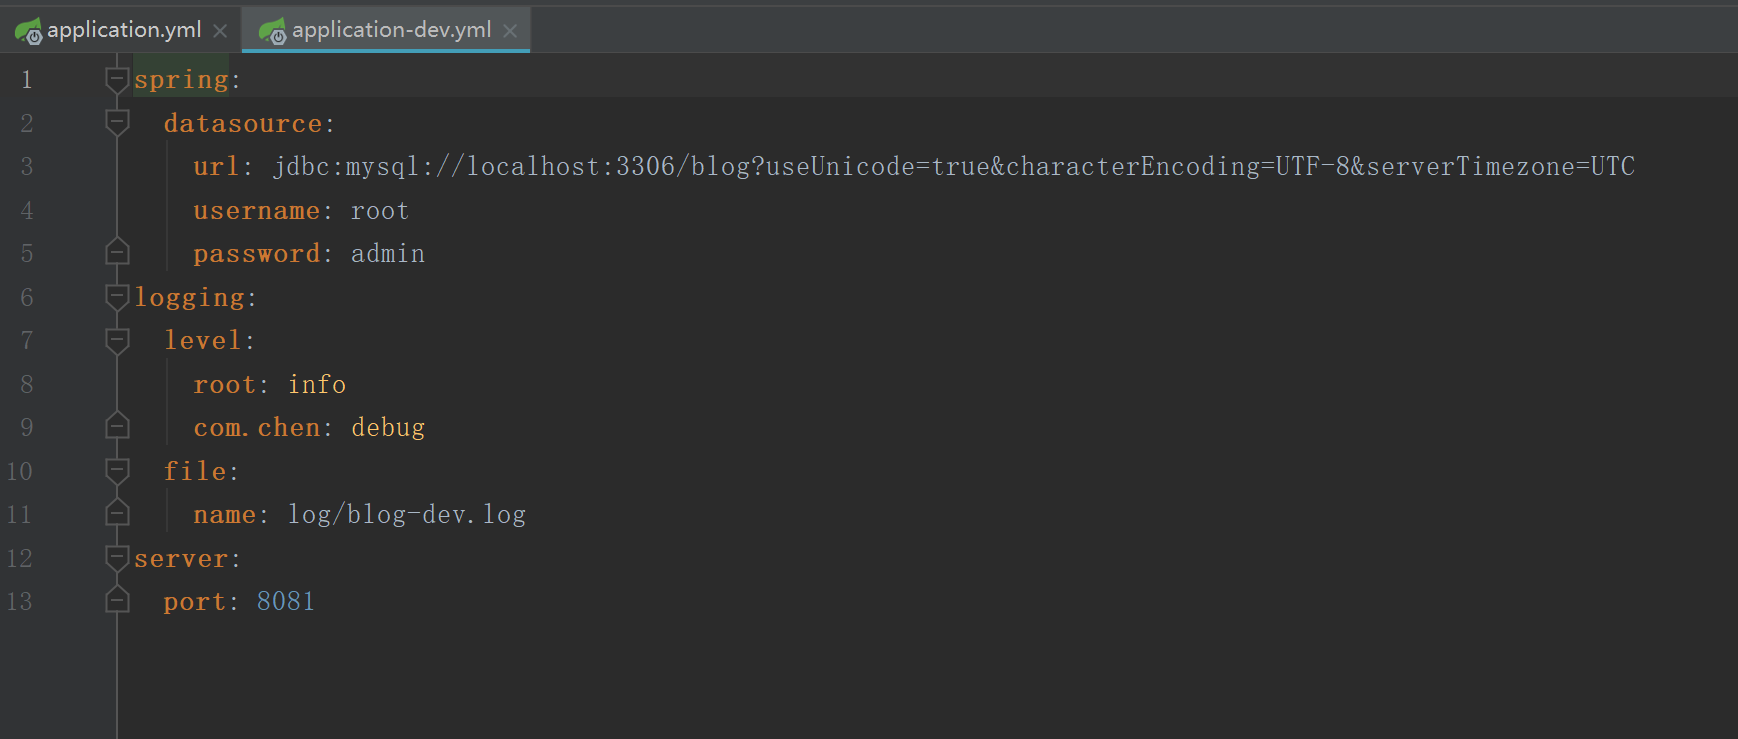 application.yml application-dev.yml
1 spring:
2 datasource:
3 url: jdbc:mysql://localhost:3306/blog?useUnicode=true&characterEncoding=UTF-8&serverTimezone=UTC
4 username: root
5 password: admin
6 logging:
7 level:
8 root: info
9 com.chen: debug
10 file:
11 name: log/blog-dev.log
12 server:
13 port: 8081